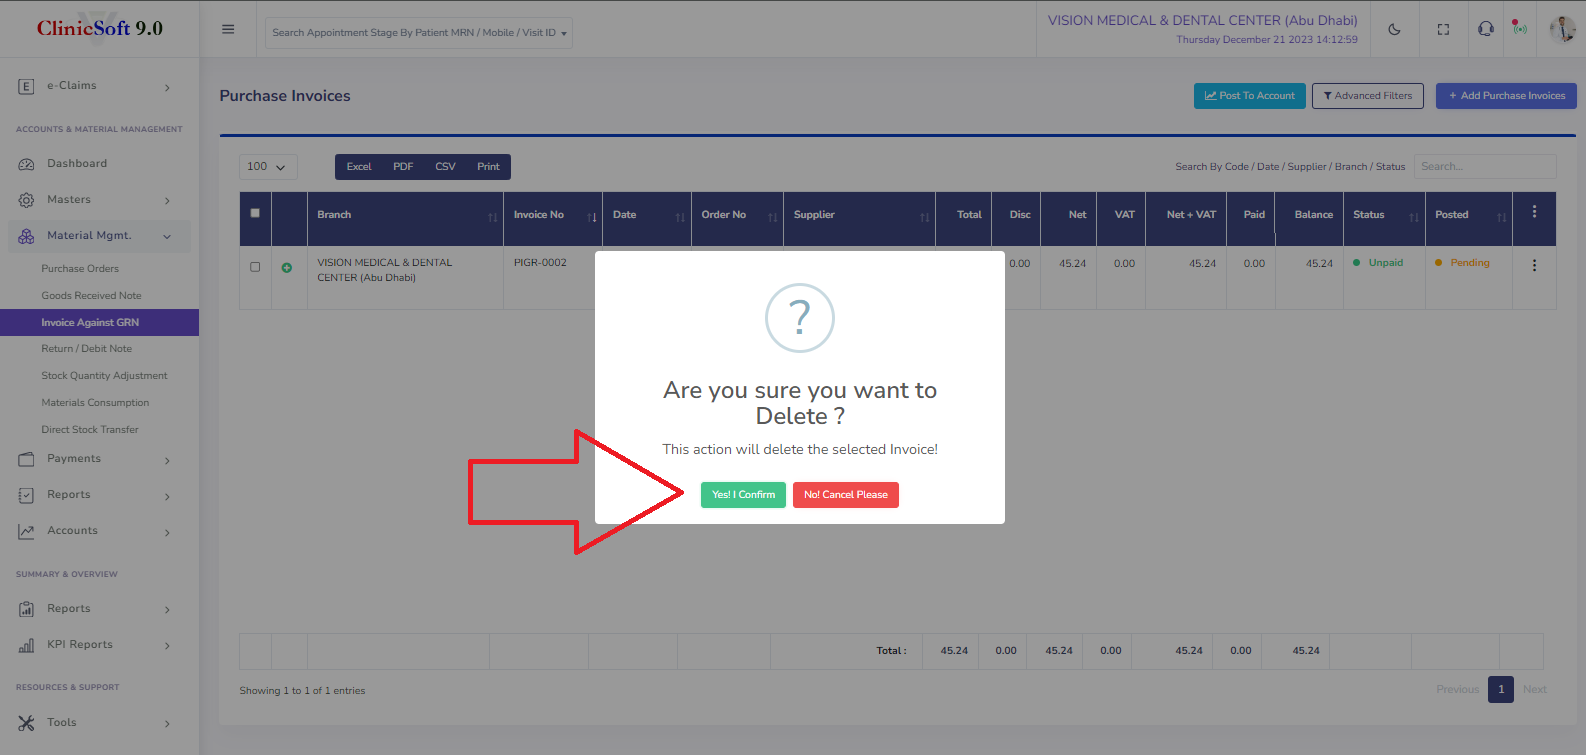 ClinicSoft 9.0
Search Appointment Stage By Patient MRN / Mobile / Visit ID
VISION MEDICAL & DENTAL CENTER (Abu Dhabi)
Thursday December 21 2023 14:12:59
E e-Claims
ACCOUNTS & MATERIAL MANAGEMENT
Dashboard
Masters
Material Mgmt.
Purchase Orders
Goods Received Note
Invoice Against GRN
Return / Debit Note
Stock Quantity Adjustment
Materials Consumption
Direct Stock Transfer
Payments
Reports
Accounts
SUMMARY & OVERVIEW
Reports
KPI Reports
RESOURCES & SUPPORT
Tools
Purchase Invoices
Post To Account
Advanced Filters
+ Add Purchase Invoices
100
Excel PDF CSV Print
Search By Code / Date / Supplier / Branch / Status
Search...
Branch Invoice No Date Order No Supplier Total Disc Net VAT Net + VAT Paid Balance Status Posted
VISION MEDICAL & DENTAL PIGR-0002 0.00 45.24 0.00 45.24 0.00 45.24 Unpaid Pending
CENTER (Abu Dhabi)
?
Are you sure you want to
Delete ?
This action will delete the selected Invoice!
Yes! I Confirm
No! Cancel Please
Total : 45.24 0.00 45.24 0.00 45.24 0.00 45.24
Showing 1 to 1 of 1 entries
Previous 1 Next